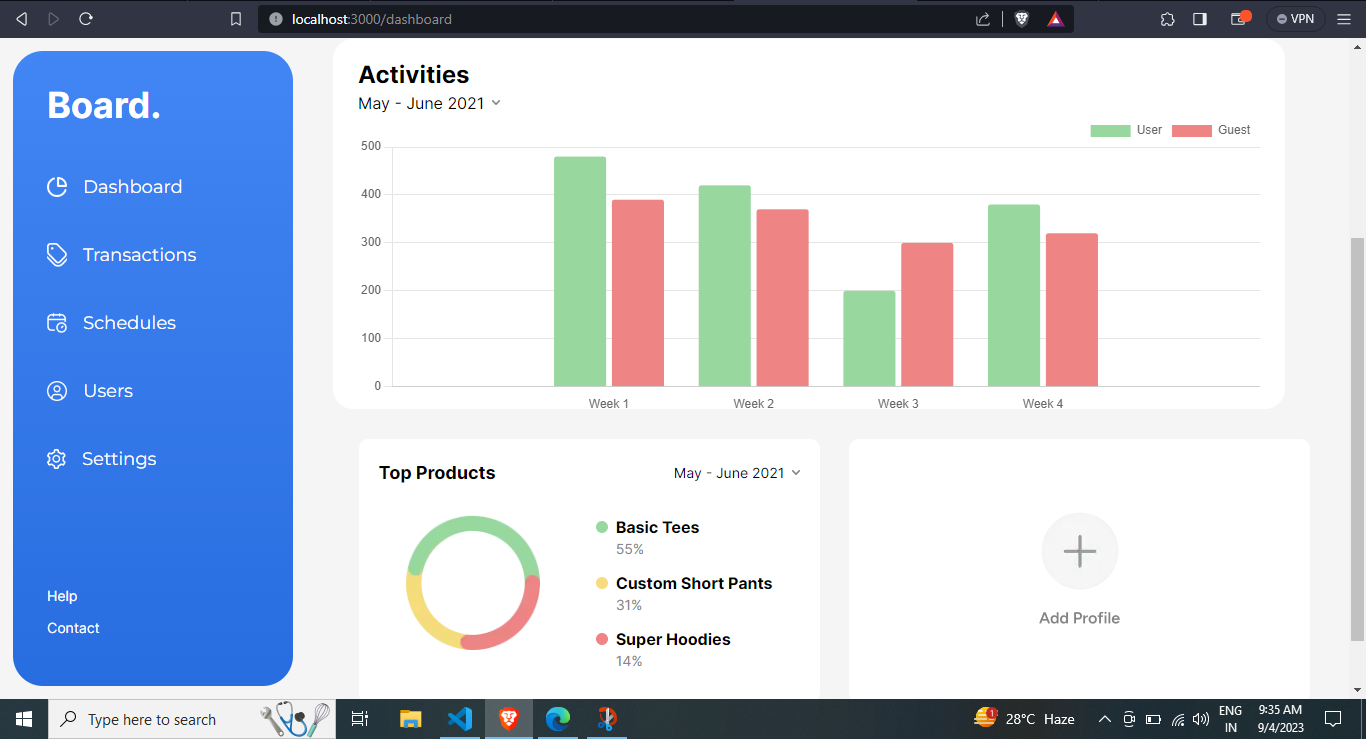 localhost:3000/dashboard
VPN
Board.
Dashboard
Transactions
Schedules
Users
Settings
Help
Contact
Activities
May - June 2021
User Guest
500
400
300
200
100
0
Week 1 Week 2 Week 3 Week 4
Top Products
May - June 2021
Basic Tees
55%
Custom Short Pants
31%
Super Hoodies
14%
Add Profile
Type here to search
1
28°C Haze
ENG
IN
9:35 AM
9/4/2023